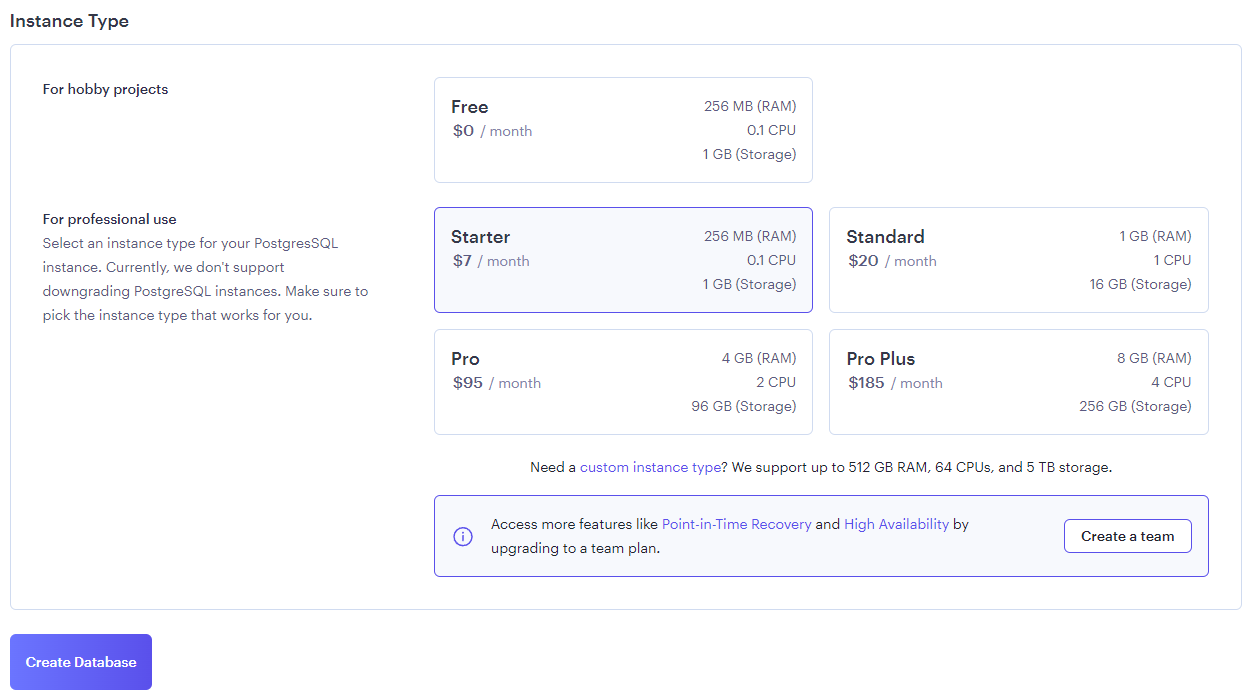 Instance Type
For hobby projects
Free
$0 / month
256 MB (RAM)
0.1 CPU
1 GB (Storage)
For professional use
Select an instance type for your PostgresSQL
instance. Currently, we don't support
downgrading PostgreSQL instances. Make sure to
pick the instance type that works for you.
Starter
$7 / month
256 MB (RAM)
0.1 CPU
1 GB (Storage)
Standard
$20 / month
1 GB (RAM)
1 CPU
16 GB (Storage)
Pro
$95 / month
4 GB (RAM)
2 CPU
96 GB (Storage)
Pro Plus
$185 / month
8 GB (RAM)
4 CPU
256 GB (Storage)
Need a custom instance type? We support up to 512 GB RAM, 64 CPUs, and 5 TB storage.
Access more features like Point-in-Time Recovery and High Availability by
upgrading to a team plan.
Create a team
Create Database